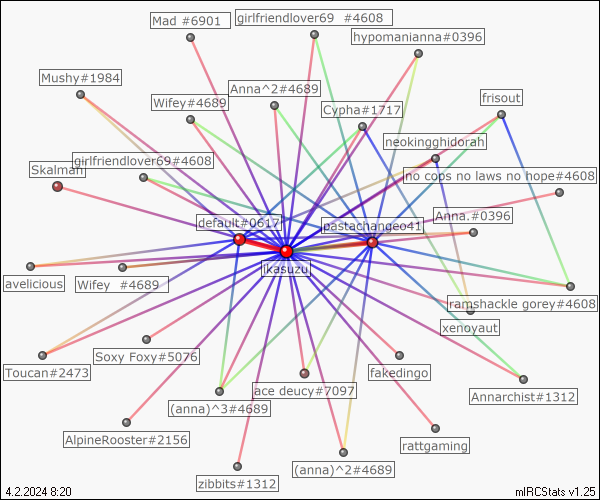 Mad #6901
girlfriendlover69 #4608
hypomanianna#0396
Mushy#1984
Anna^2#4689
frisout
Wifey#4689
Cypha#1717
neokingghidorah
girlfriendlover69#4608
Skalman
no cops no laws no hope#4608
default#0617
pastachangeo41
Anna.#0396
ikasuzu
avelicious
Wifey #4689
ramshackle gorey#4608
xenoyaut
Soxy Foxy#5076
Toucan#2473
fakedingo
ace deucy#7097
Annarchist#1312
(anna)^3#4689
AlpineRooster#2156
rattgaming
(anna)^2#4689
zibbits#1312
4.2.2024 8:20
mIRCStats v1.25